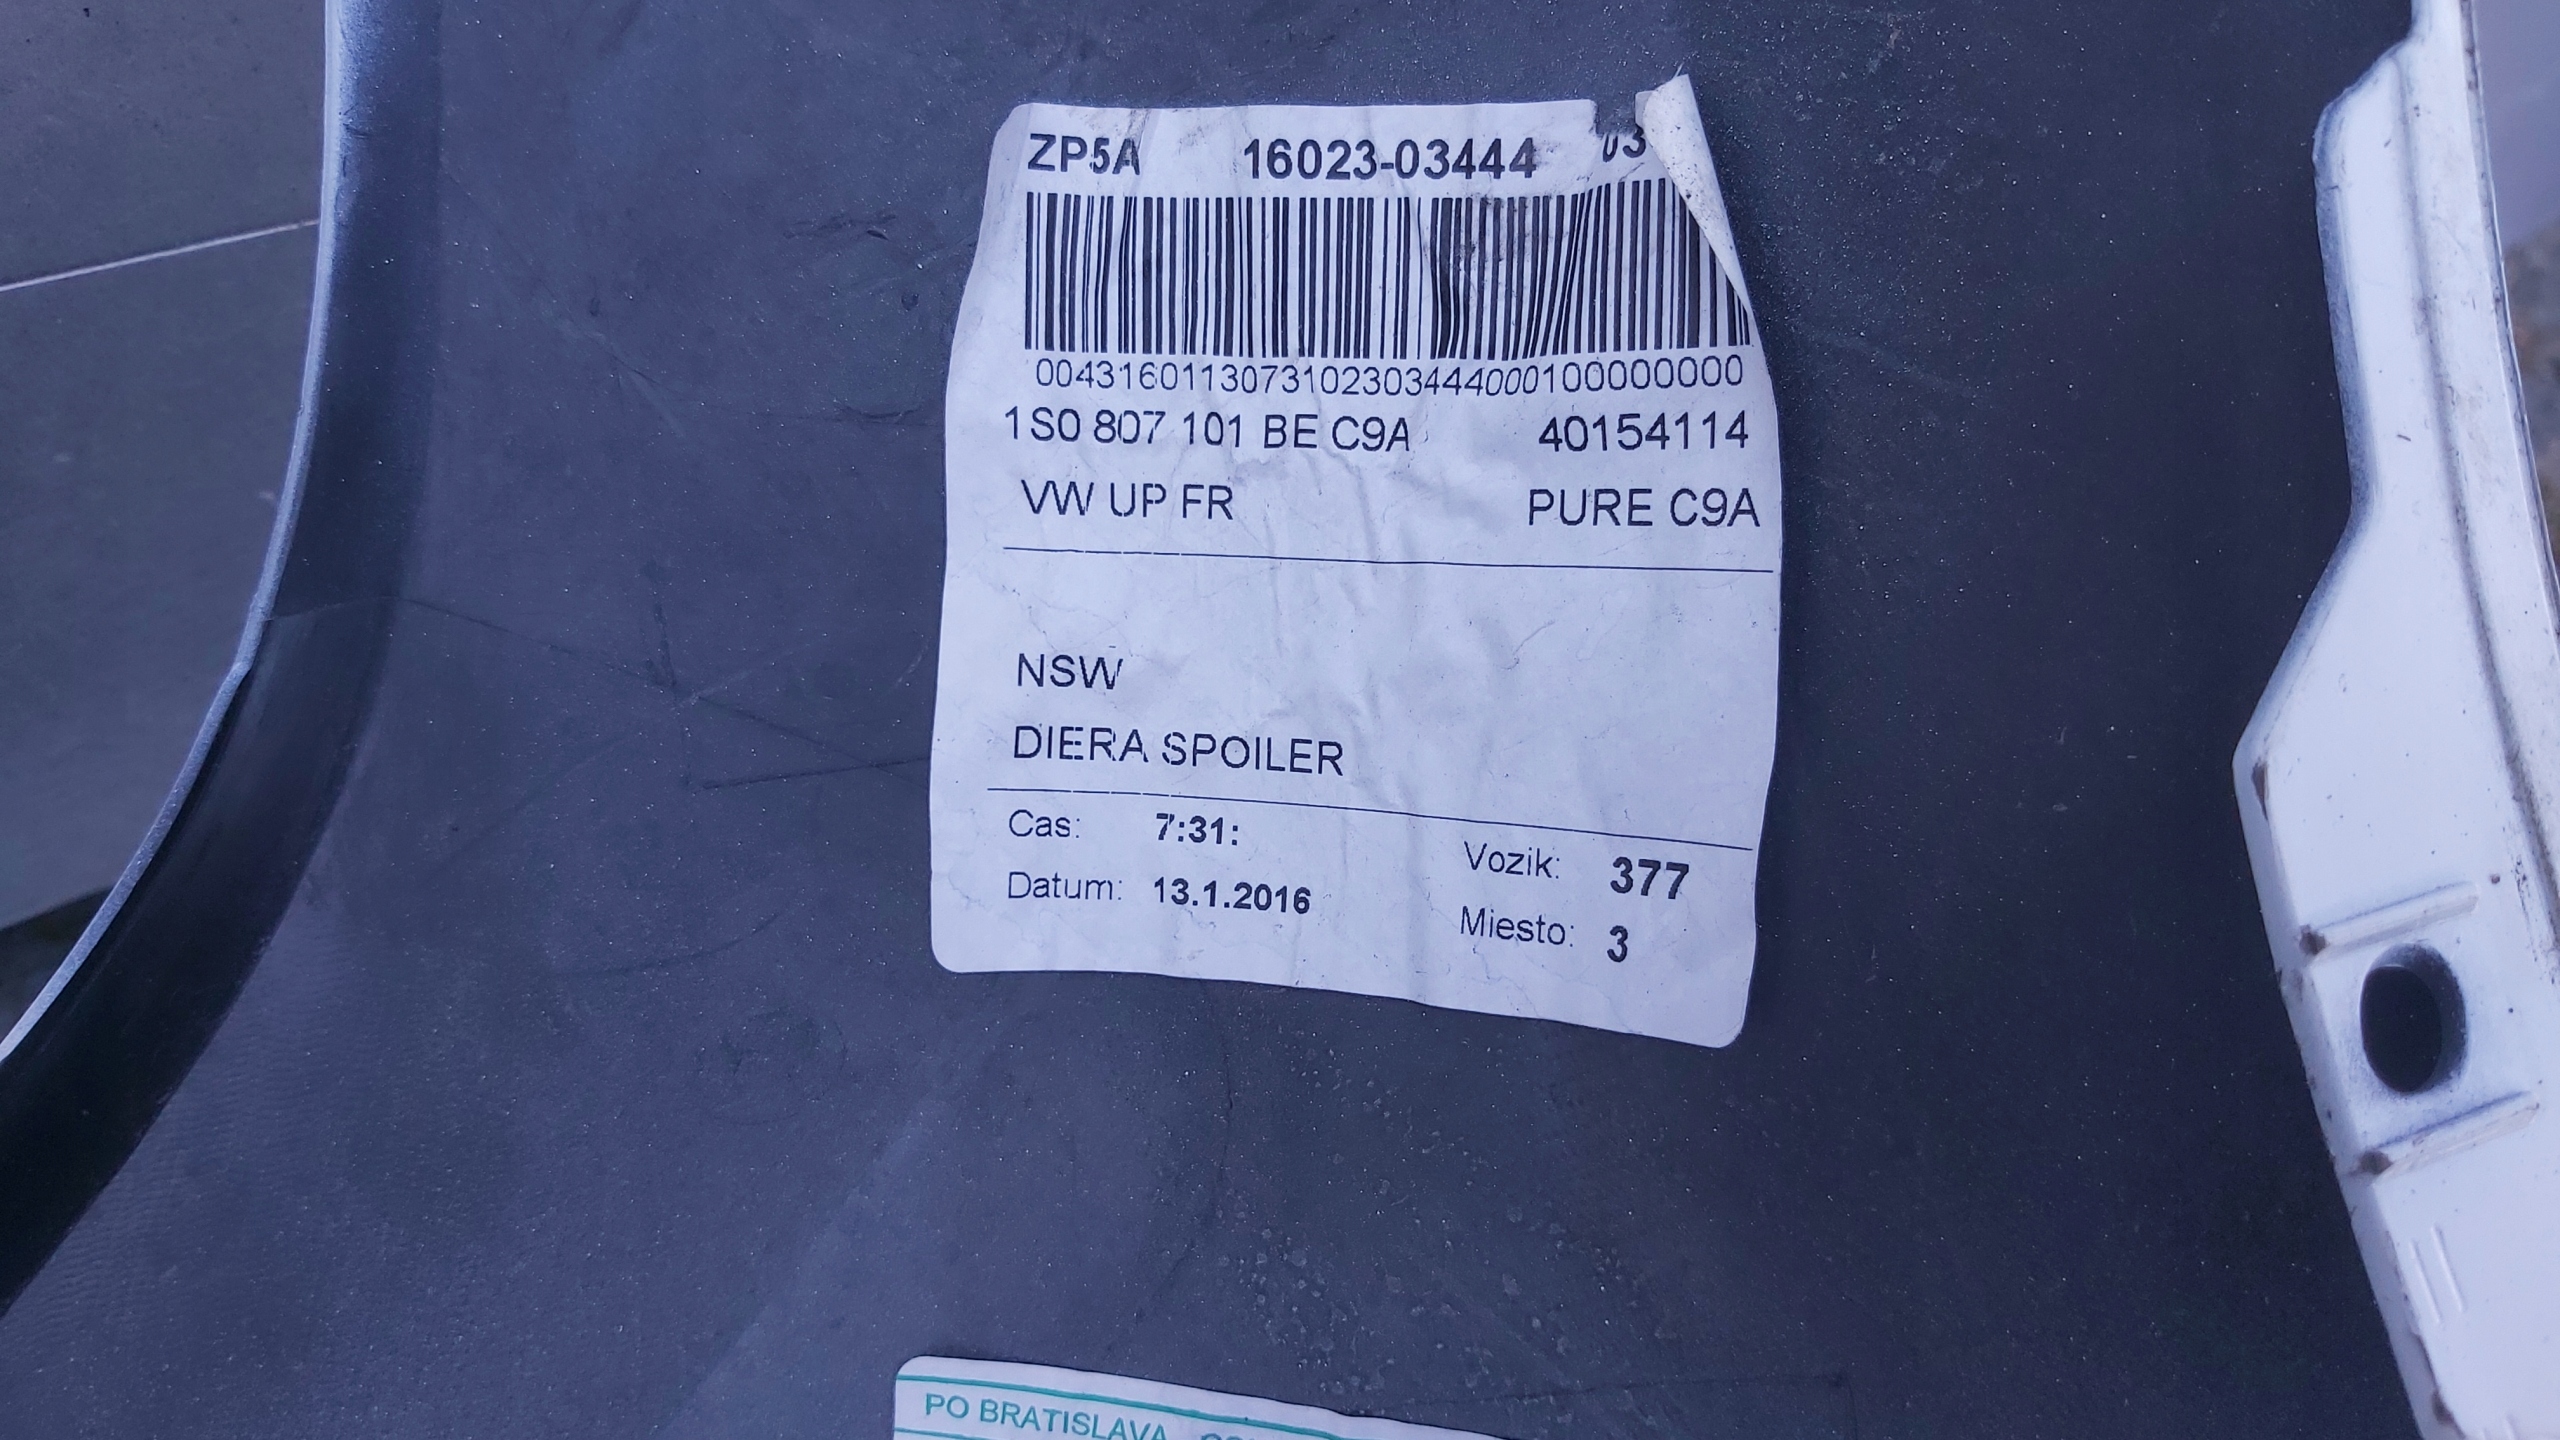 ZP5A 16023-03444 03
00431601130731023034440001000000000
1S0 807 101 BE C9A 40154114
VW UP FR PURE C9A
NSW
DIERA SPOILER
Cas: 7:31:
Vozik: 377
Datum: 13.1.2016
Miesto: 3
PO BRATISLAVA